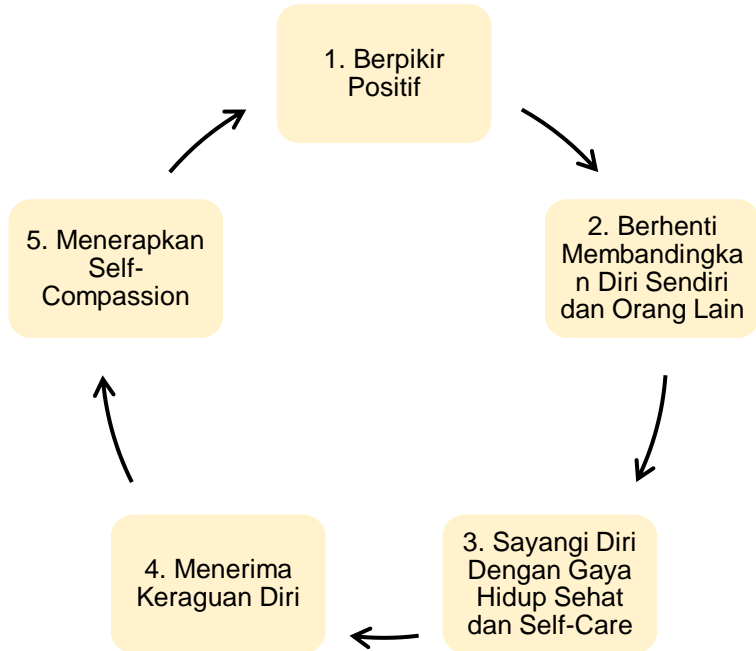 1. Berpikir
Positif
2. Berhenti
Membandingka
n Diri Sendiri
dan Orang Lain
3. Sayangi Diri
Dengan Gaya
Hidup Sehat
dan Self-Care
4. Menerima
Keraguan Diri
5. Menerapkan
Self-
Compassion